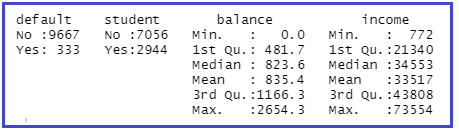 default student balance income
No :9667 No :7056 Min. : 0.0 Min. : 772
Yes: 333 Yes:2944 1st Qu.: 481.7 1st Qu.:21340
Median : 823.6 Median :34553
Mean : 835.4 Mean :33517
3rd Qu.:1166.3 3rd Qu.:43808
Max. :2654.3 Max. :73554